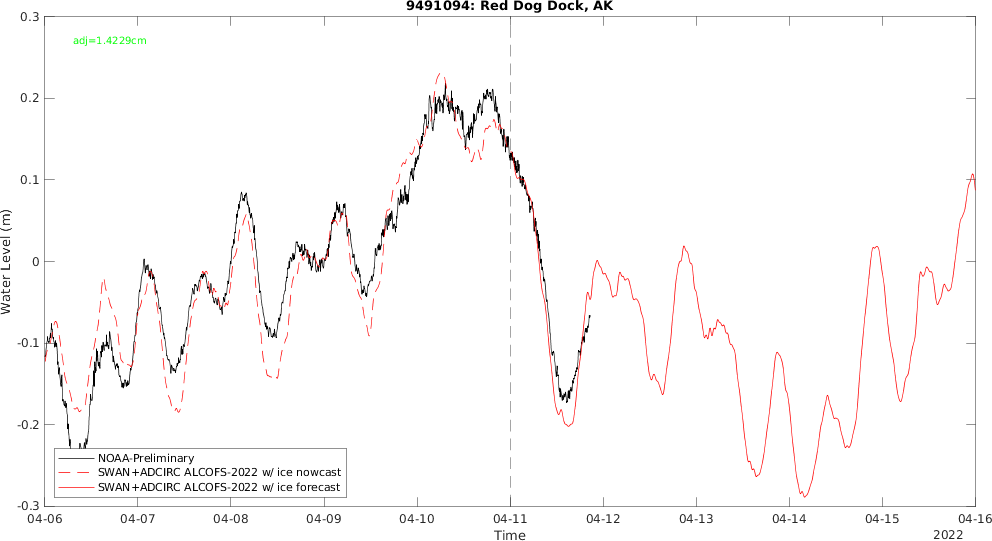 9491094: Red Dog Dock, AK
adj=1.4229cm
0.3
0.2
0.1
0
-0.1
-0.2
-0.3
Water Level (m)
NOAA-Preliminary
SWAN+ADCIRC ALCOFS-2022 w/ ice nowcast
SWAN+ADCIRC ALCOFS-2022 w/ ice forecast
04-06 04-07 04-08 04-09 04-10 04-11 04-12 04-13 04-14 04-15 04-16
Time
2022